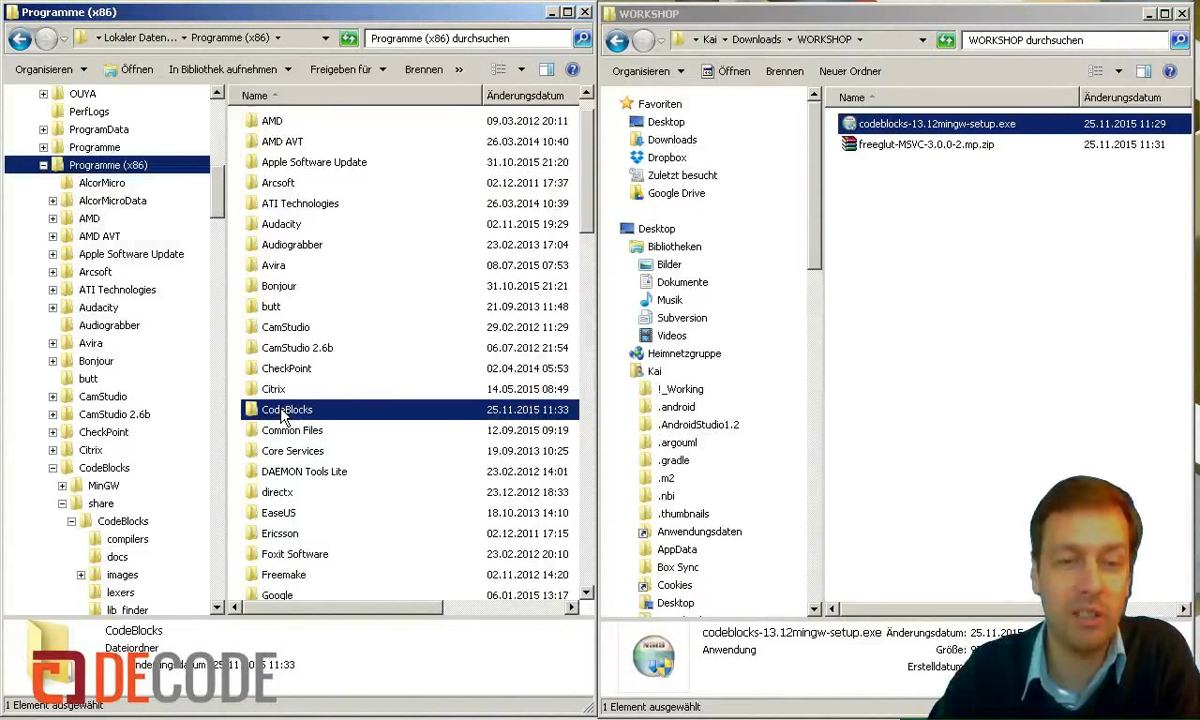 Programme (x86)
Lokaler Daten...
Programme (x86)
Programme (x86) durchsuchen
Organisieren
Öffnen
In Bibliothek aufnehmen
Freigeben für
Brennen
»
OUYA
PerfLogs
ProgramData
Programme
Programme (x86)
AlcorMicro
AlcorMicroData
AMD
AMD AVT
Apple Software Update
Arcsoft
ATI Technologies
Audacity
Audiograbber
Avira
Bonjour
butt
CamStudio
CamStudio 2.6b
CheckPoint
Citrix
CodeBlocks
MinGW
share
CodeBlocks
compilers
docs
images
lexers
lib_finder
Name
Änderungsdatum
AMD 09.03.2012 20:11
AMD AVT 26.03.2014 10:40
Apple Software Update 31.10.2015 21:20
Arcsoft 02.12.2011 17:37
ATI Technologies 26.03.2014 10:39
Audacity 02.11.2015 19:29
Audiograbber 23.02.2013 17:04
Avira 08.07.2015 07:53
Bonjour 31.10.2015 21:21
butt 21.09.2013 11:48
CamStudio 29.02.2012 11:29
CamStudio 2.6b 06.07.2012 21:54
CheckPoint 02.04.2014 05:53
Citrix 14.05.2015 08:49
CodeBlocks 25.11.2015 11:33
Common Files 12.09.2015 09:19
Core Services 19.09.2013 10:25
DAEMON Tools Lite 23.02.2012 14:01
directx 23.12.2012 18:33
EaseUS 18.10.2013 14:10
Ericsson 02.12.2011 17:15
Foxit Software 23.02.2012 20:10
Freemake 02.11.2012 14:20
Google 06.01.2015 13:17
CodeBlocks
Dateiordner
Änderungsdatum 25.11.2015 11:33
DECODE
1 Element ausgewählt
WORKSHOP
Kai
Downloads
WORKSHOP
WORKSHOP durchsuchen
Organisieren
Öffnen
Brennen
Neuer Ordner
Favoriten
Desktop
Downloads
Dropbox
Zuletzt besucht
Google Drive
Desktop
Bibliotheken
Bilder
Dokumente
Musik
Subversion
Videos
Heimnetzgruppe
Kai
!_Working
.android
.AndroidStudio1.2
.argouml
.gradle
.m2
.nbi
.thumbnails
Anwendungsdaten
AppData
Box Sync
Cookies
Desktop
Name
Änderungsdatum
codeblocks-13.12mingw-setup.exe 25.11.2015 11:29
freeglut-MSVC-3.0.0-2.mp.zip 25.11.2015 11:31
codeblocks-13.12mingw-setup.exe Änderungsdatum: 25.11.
Anwendung Größe:
Erstelldatum
1 Element ausgewählt